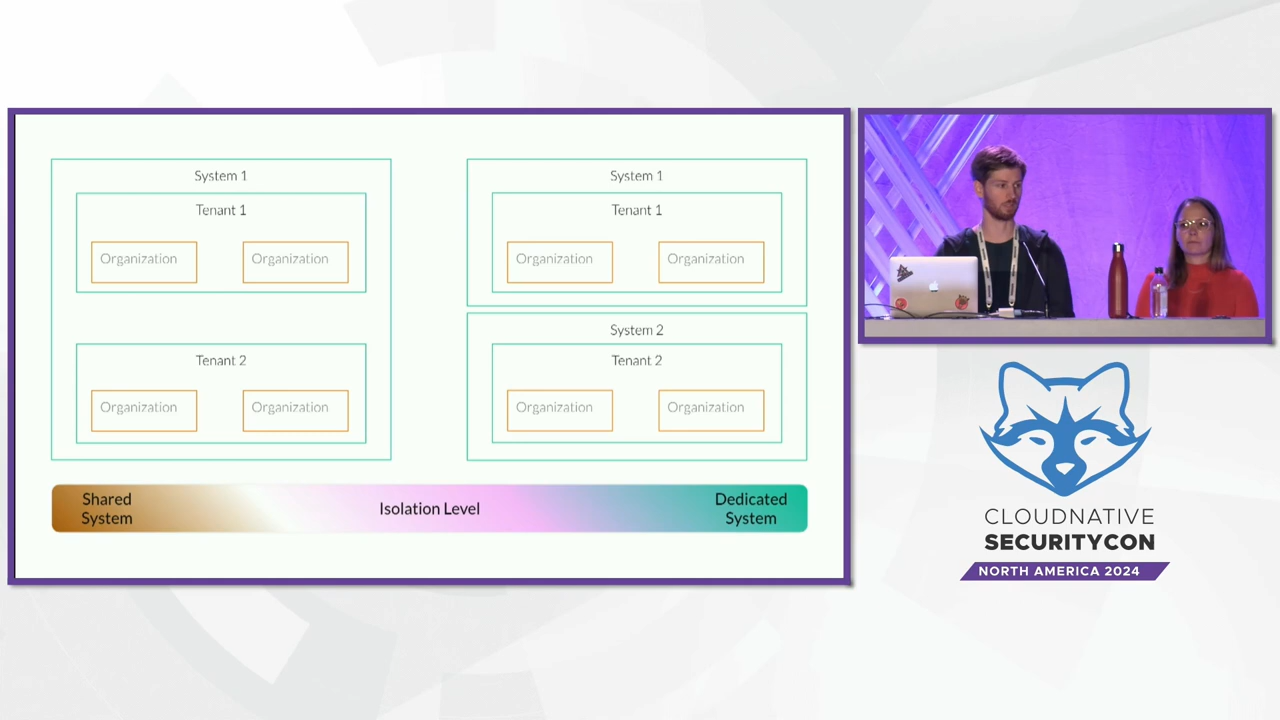 System 1
Tenant 1
Organization
Organization
Tenant 2
Organization
Organization
System 1
Tenant 1
Organization
Organization
System 2
Tenant 2
Organization
Organization
Shared
System
Isolation Level
Dedicated
System
CLOUDNATIVE
SECURITYCON
NORTH AMERICA 2024